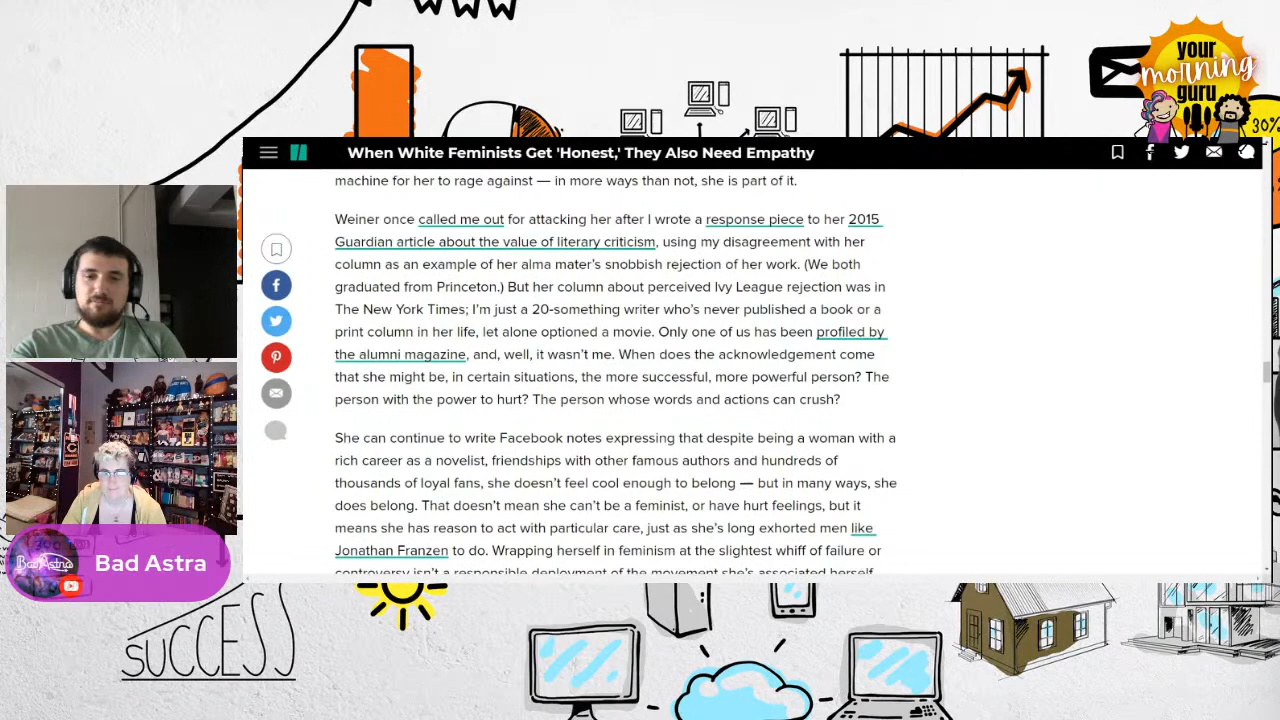 your
morning
guru
30%
When White Feminists Get 'Honest,' They Also Need Empathy
machine for her to rage against — in more ways than not, she is part of it.
Weiner once called me out for attacking her after I wrote a response piece to her 2015
Guardian article about the value of literary criticism, using my disagreement with her
column as an example of her alma mater's snobbish rejection of her work. (We both
graduated from Princeton.) But her column about perceived Ivy League rejection was in
The New York Times; I'm just a 20-something writer who's never published a book or a
print column in her life, let alone optioned a movie. Only one of us has been profiled by
the alumni magazine, and, well, it wasn't me. When does the acknowledgement come
that she might be, in certain situations, the more successful, more powerful person? The
person with the power to hurt? The person whose words and actions can crush?
She can continue to write Facebook notes expressing that despite being a woman with a
rich career as a novelist, friendships with other famous authors and hundreds of
thousands of loyal fans, she doesn't feel cool enough to belong — but in many ways, she
does belong. That doesn't mean she can't be a feminist, or have hurt feelings, but it
means she has reason to act with particular care, just as she's long exhorted men like
Jonathan Franzen to do. Wrapping herself in feminism at the slightest whiff of failure or
controversy isn't a responsible deployment of the movement she's associated herself
BadAstra
Bad Astra
SUCCESS